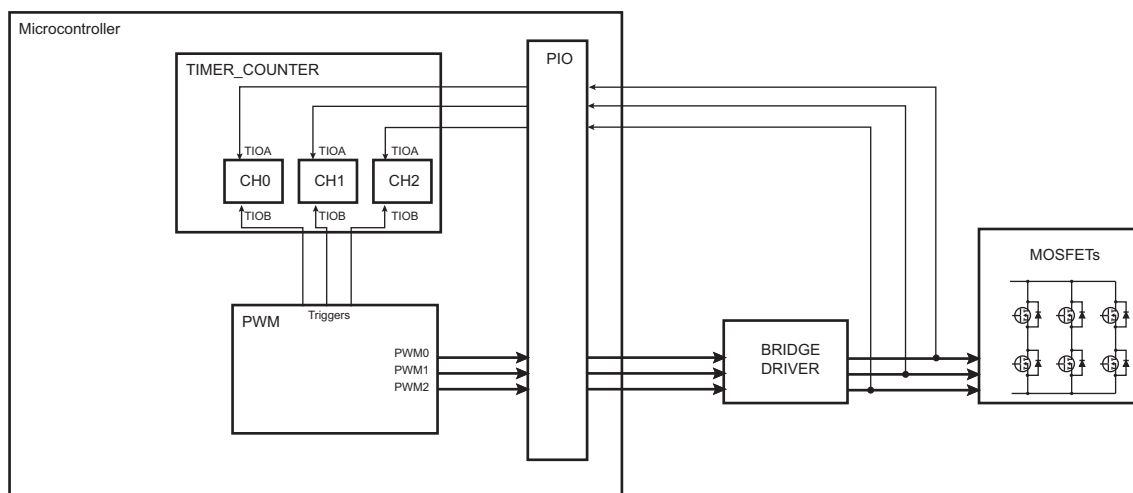 Microcontroller
PIO
TIMER_COUNTER
TIOA
TIOA
TIOA
CH0
CH1
CH2
TIOB
TIOB
TIOB
MOSFETs
Triggers
PWM
BRIDGE
DRIVER
PWM0
PWM1
PWM2